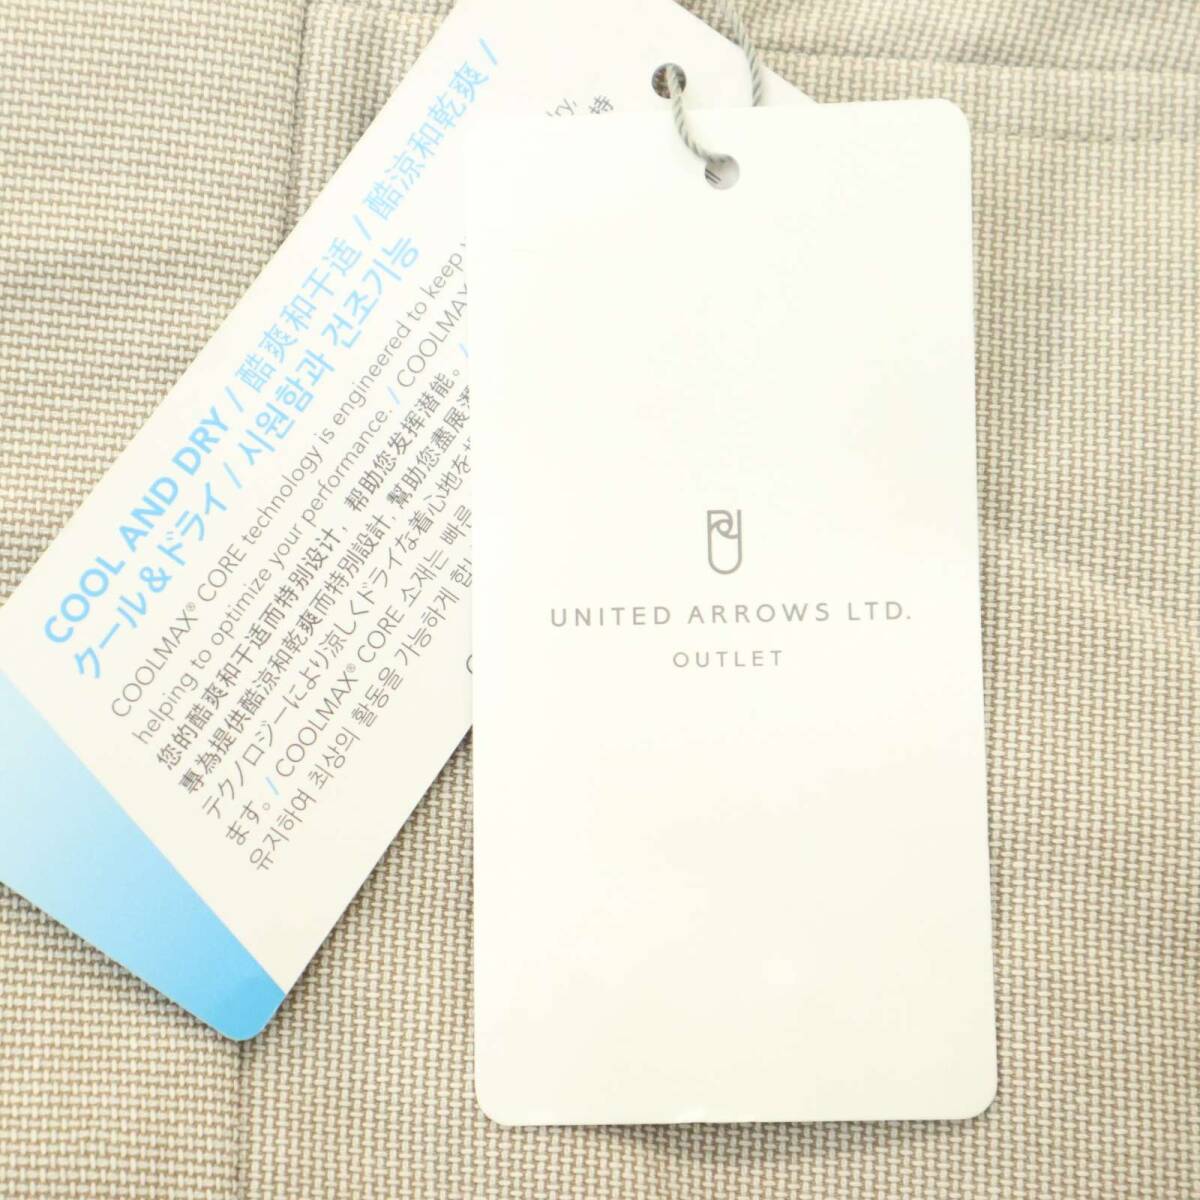 COOL AND DRY / 酷爽和干适 / 酷涼和乾爽 /
クール&ドライ / 시원함과 건조기능
COOLMAX® CORE technology is engineered to keep
helping to optimize your performance. / COOLMAX
您的酷爽和干适而特别设计，帮助您发挥潜能。/
專為提供酷涼和乾爽而特別設計，幫助您盡展潛
テクノロジーにより涼しくドライな着心地を
ます。/ COOLMAX® CORE 소재는 빠른
유지하여 최상의 활동을 가능하게 합
UNITED ARROWS LTD.
OUTLET